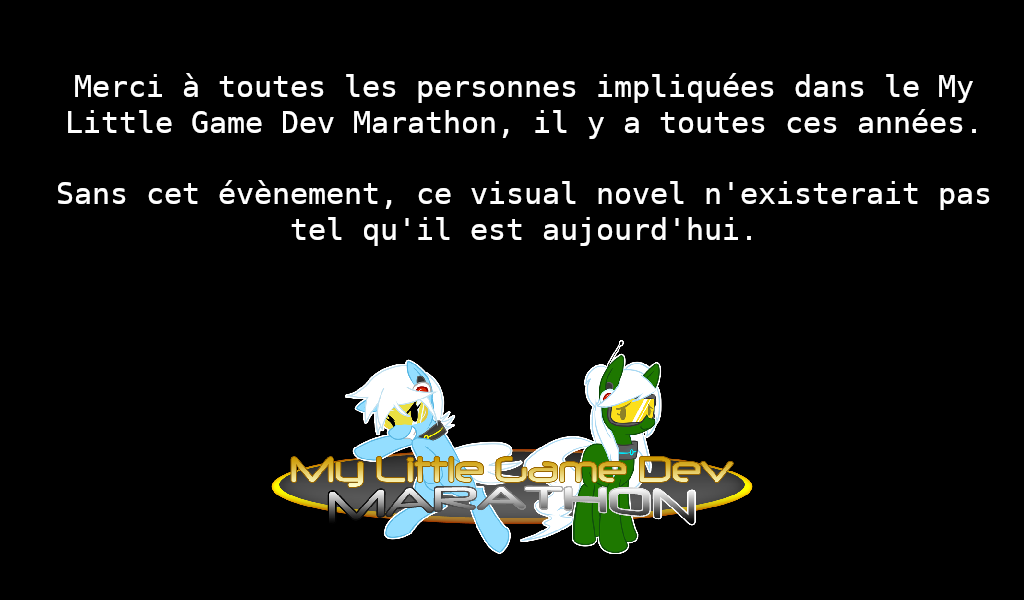 Merci à toutes les personnes impliquées dans le My
Little Game Dev Marathon, il y a toutes ces années.
Sans cet évènement, ce visual novel n'existerait pas
tel qu'il est aujourd'hui.
My Little Game Dev
MARATHON